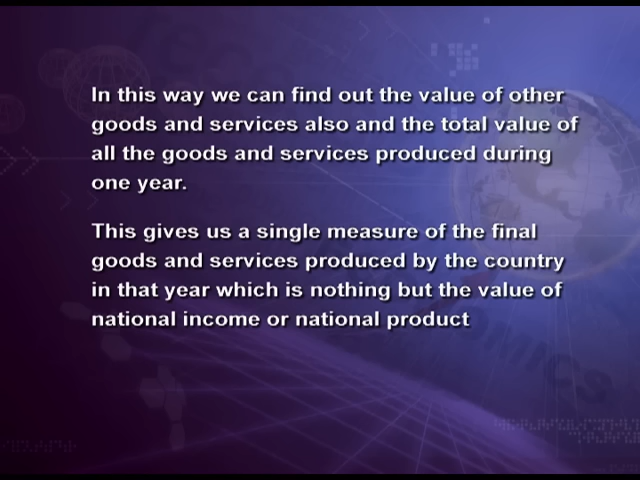 In this way we can find out the value of other
goods and services also and the total value of
all the goods and services produced during
one year.
This gives us a single measure of the final
goods and services produced by the country
in that year which is nothing but the value of
national income or national product